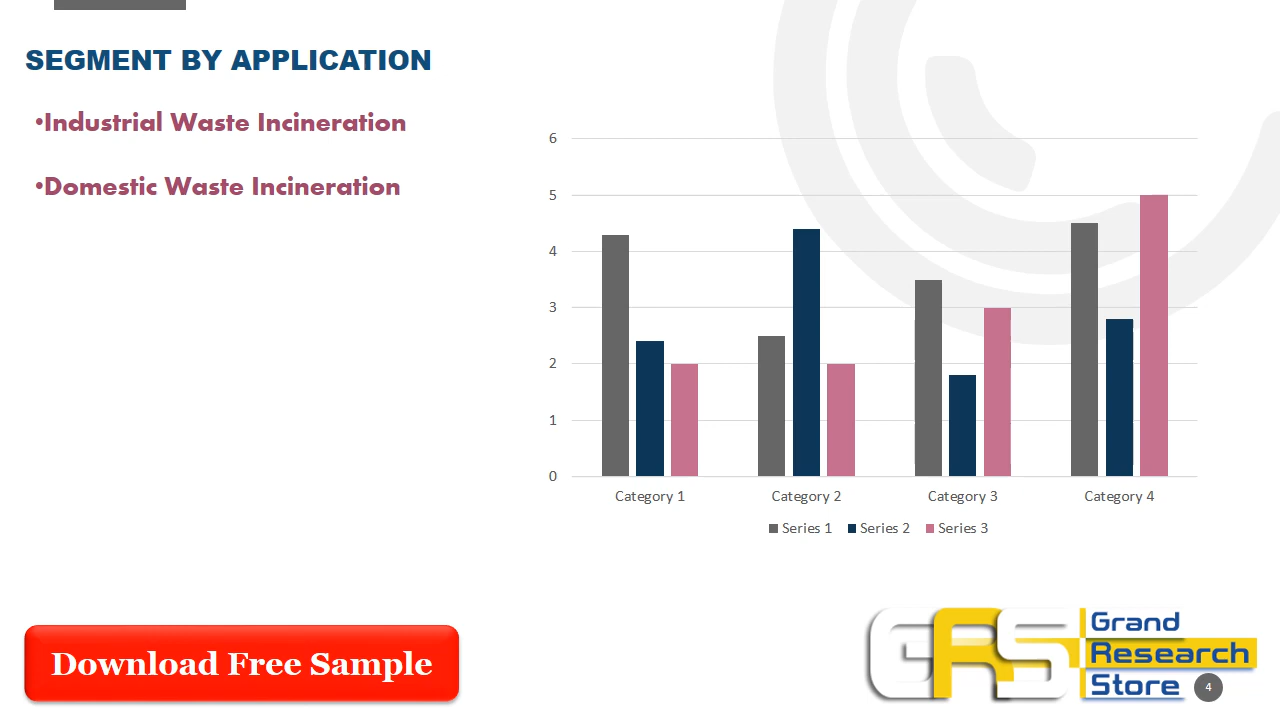 SEGMENT BY APPLICATION
•Industrial Waste Incineration
•Domestic Waste Incineration
6
5
4
3
2
1
0
Category 1 Category 2 Category 3 Category 4
Series 1 Series 2 Series 3
Download Free Sample
GRS
Grand
Research
Store
4